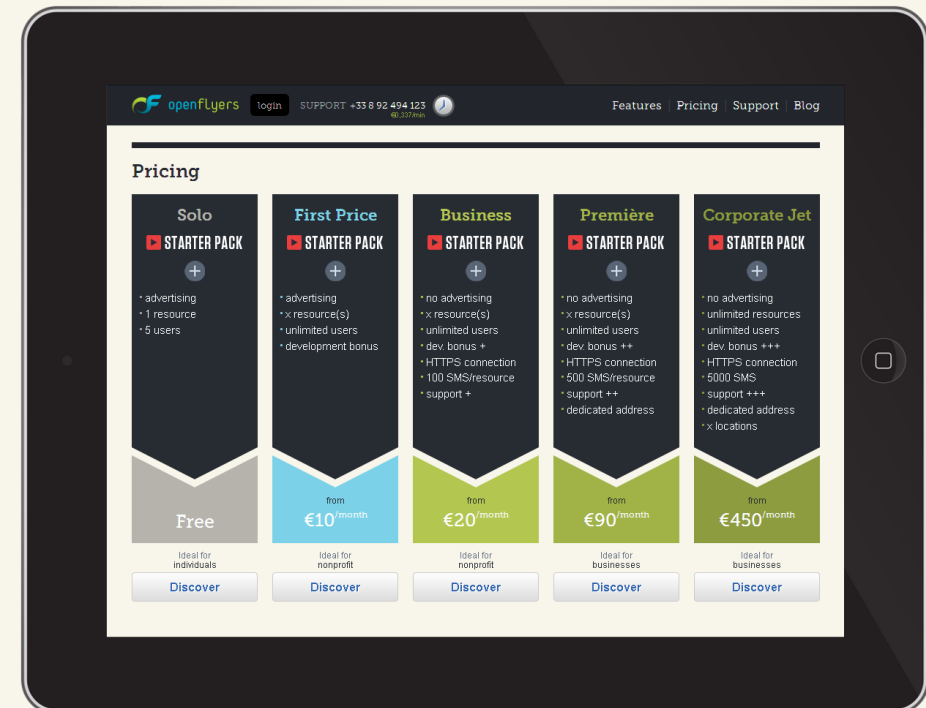 openflyers login SUPPORT +33 8 92 494 123 Features Pricing Support Blog
€0,337/min
Pricing
Solo
STARTER PACK
+
• advertising
• 1 resource
• 5 users
Free
Ideal for
individuals
Discover
First Price
STARTER PACK
+
• advertising
• x resource(s)
• unlimited users
• development bonus
from
€10/month
Ideal for
nonprofit
Discover
Business
STARTER PACK
+
• no advertising
• x resource(s)
• unlimited users
• dev. bonus +
• HTTPS connection
• 100 SMS/resource
• support +
from
€20/month
Ideal for
nonprofit
Discover
Première
STARTER PACK
+
• no advertising
• x resource(s)
• unlimited users
• dev. bonus ++
• HTTPS connection
• 500 SMS/resource
• support ++
• dedicated address
from
€90/month
Ideal for
businesses
Discover
Corporate Jet
STARTER PACK
+
• no advertising
• unlimited resources
• unlimited users
• dev. bonus +++
• HTTPS connection
• 5000 SMS
• support +++
• dedicated address
• x locations
from
€450/month
Ideal for
businesses
Discover